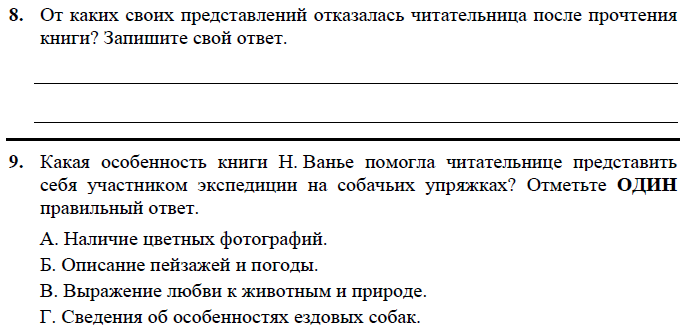 8. От каких своих представлений отказалась читательница после прочтения
книги? Запишите свой ответ.
9. Какая особенность книги Н. Ванье помогла читательнице представить
себя участником экспедиции на собачьих упряжках? Отметьте ОДИН
правильный ответ.
А. Наличие цветных фотографий.
Б. Описание пейзажей и погоды.
В. Выражение любви к животным и природе.
Г. Сведения об особенностях ездовых собак.